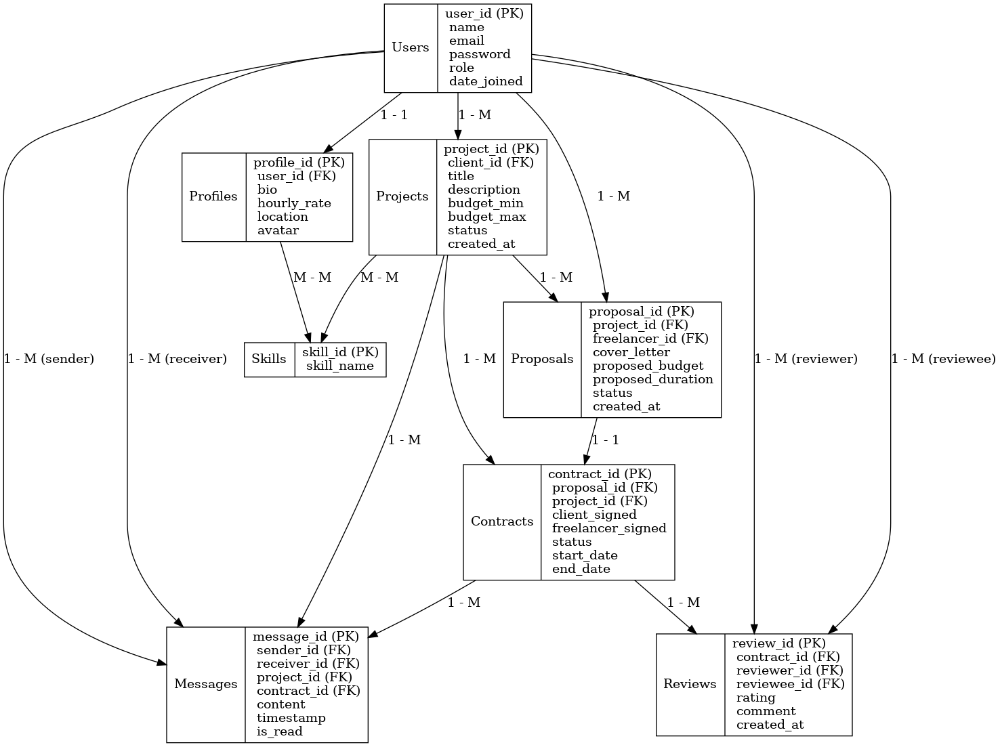 Users
user_id (PK)
name
email
password
role
date_joined
1 - 1
1 - M
Profiles
profile_id (PK)
user_id (FK)
bio
hourly_rate
location
avatar
Projects
project_id (PK)
client_id (FK)
title
description
budget_min
budget_max
status
created_at
1 - M
M - M
M - M
1 - M
1 - M (sender)
1 - M (receiver)
Skills
skill_id (PK)
skill_name
1 - M
Proposals
proposal_id (PK)
project_id (FK)
freelancer_id (FK)
cover_letter
proposed_budget
proposed_duration
status
created_at
1 - M (reviewer)
1 - M (reviewee)
1 - M
1 - 1
Contracts
contract_id (PK)
proposal_id (FK)
project_id (FK)
client_signed
freelancer_signed
status
start_date
end_date
1 - M
1 - M
Messages
message_id (PK)
sender_id (FK)
receiver_id (FK)
project_id (FK)
contract_id (FK)
content
timestamp
is_read
Reviews
review_id (PK)
contract_id (FK)
reviewer_id (FK)
reviewee_id (FK)
rating
comment
created_at